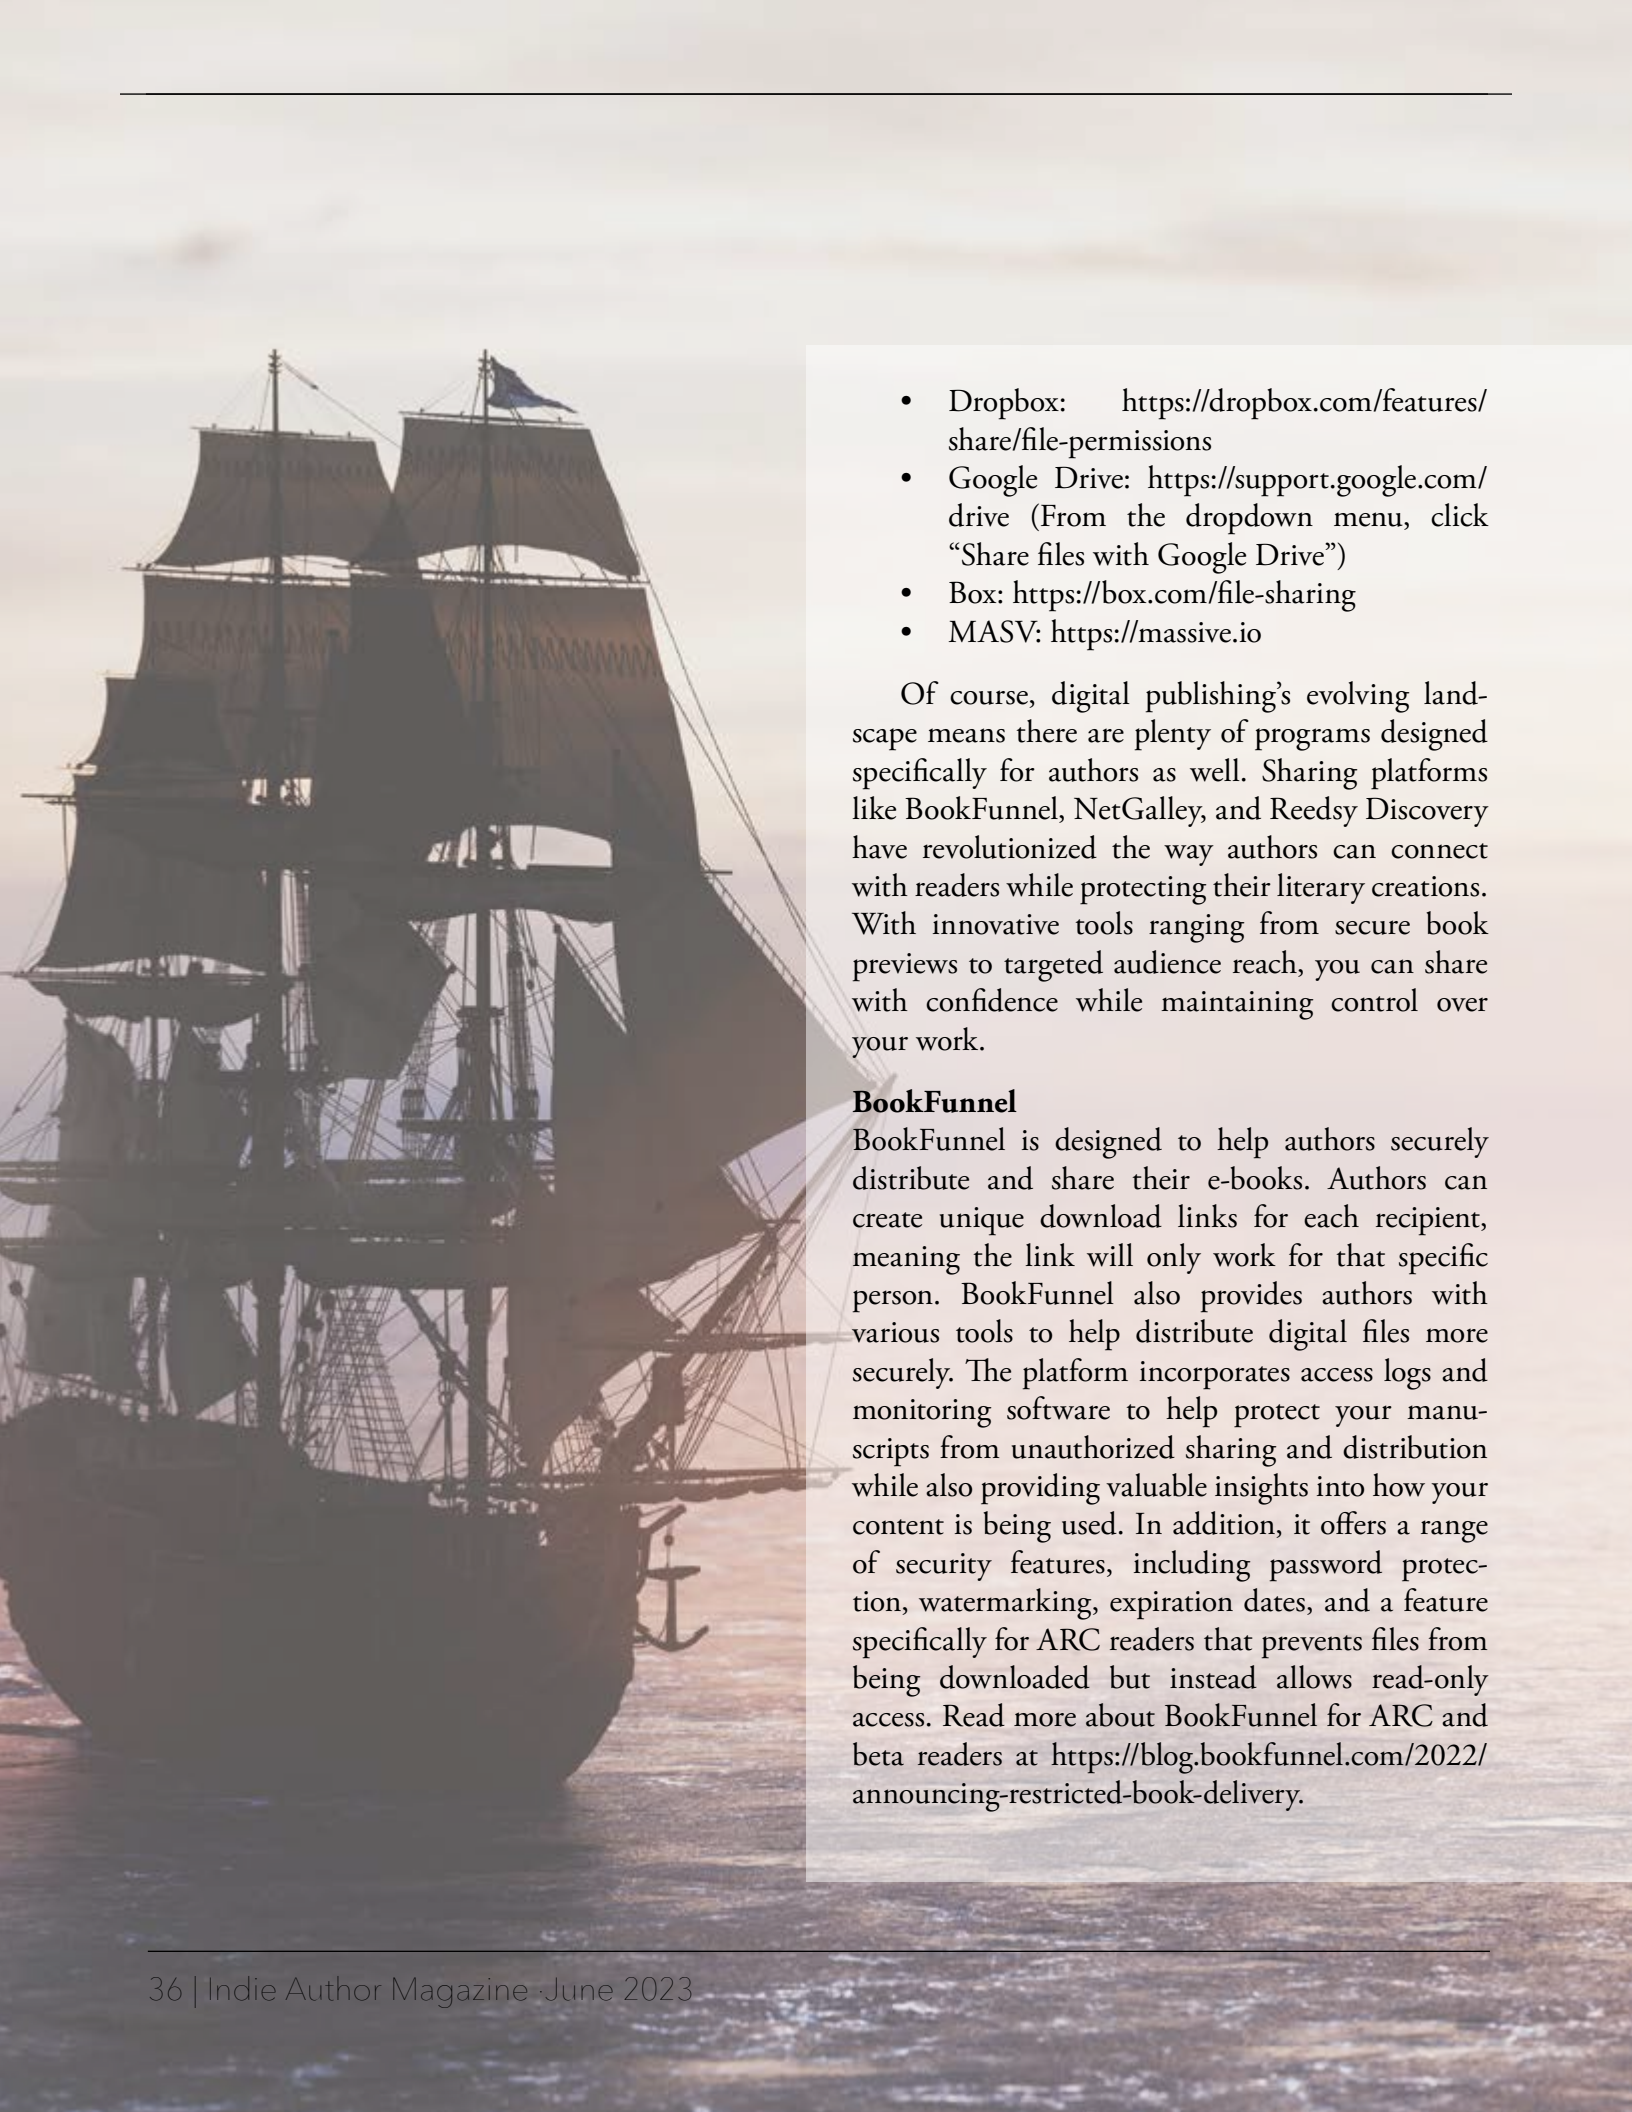 • Dropbox: https://dropbox.com/features/
share/file-permissions
• Google Drive: https://support.google.com/
drive (From the dropdown menu, click
“Share files with Google Drive”)
• Box: https://box.com/file-sharing
• MASV: https://massive.io
Of course, digital publishing’s evolving land-
scape means there are plenty of programs designed
specifically for authors as well. Sharing platforms
like BookFunnel, NetGalley, and Reedsy Discovery
have revolutionized the way authors can connect
with readers while protecting their literary creations.
With innovative tools ranging from secure book
previews to targeted audience reach, you can share
with confidence while maintaining control over
your work.
BookFunnel
BookFunnel is designed to help authors securely
distribute and share their e-books. Authors can
create unique download links for each recipient,
meaning the link will only work for that specific
person. BookFunnel also provides authors with
various tools to help distribute digital files more
securely. The platform incorporates access logs and
monitoring software to help protect your manu-
scripts from unauthorized sharing and distribution
while also providing valuable insights into how your
content is being used. In addition, it offers a range
of security features, including password protec-
tion, watermarking, expiration dates, and a feature
specifically for ARC readers that prevents files from
being downloaded but instead allows read-only
access. Read more about BookFunnel for ARC and
beta readers at https://blog.bookfunnel.com/2022/
announcing-restricted-book-delivery.
36 | Indie Author Magazine ·June 2023